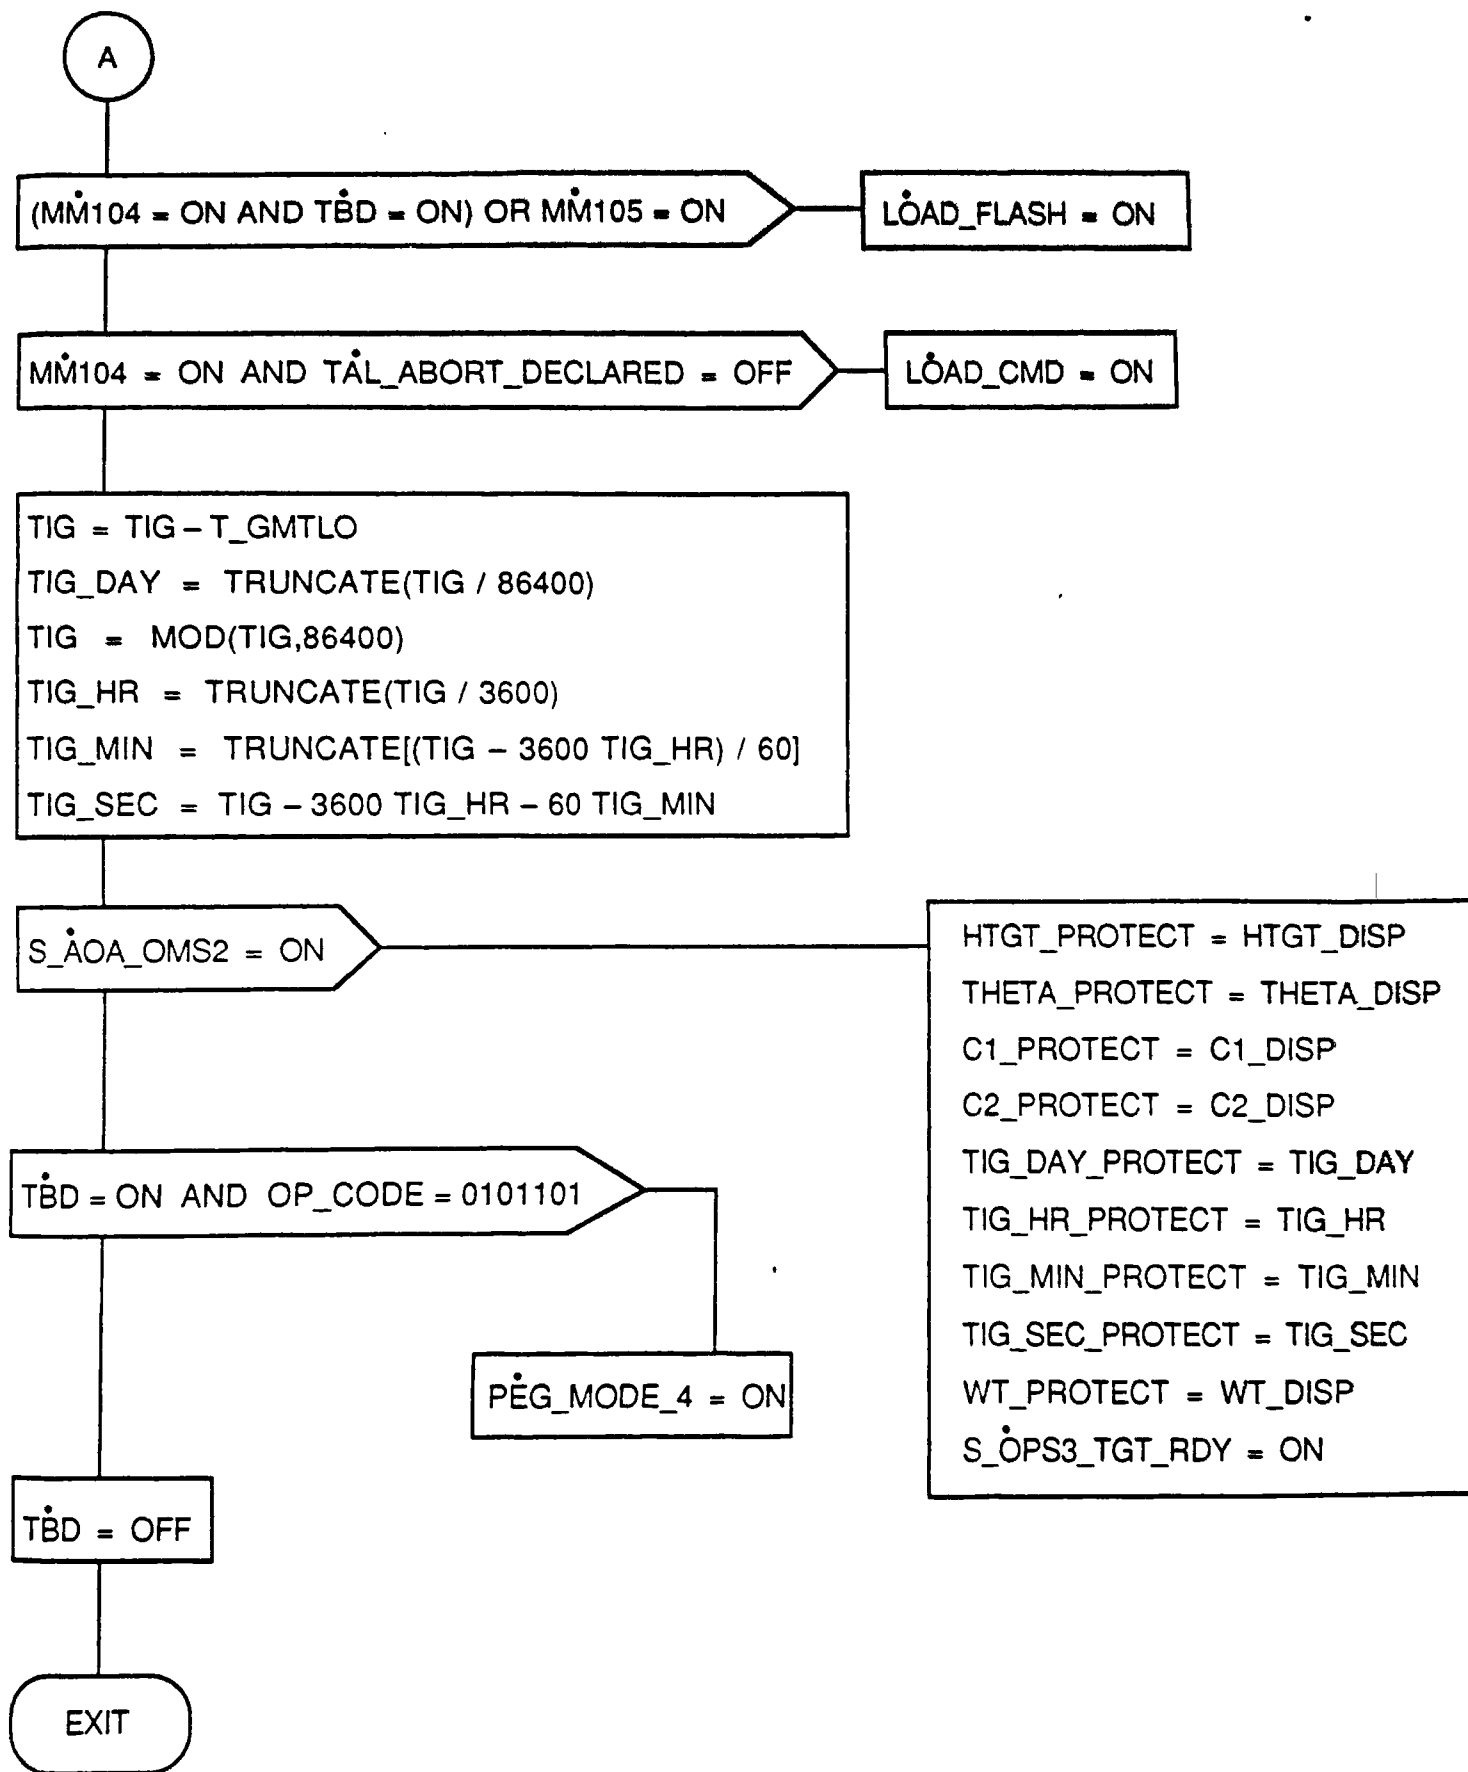 A
(MṀ104 = ON AND TḂD = ON) OR MṀ105 = ON
LȮAD_FLASH = ON
MṀ104 = ON AND TȦL_ABORT_DECLARED = OFF
LȮAD_CMD = ON
TIG = TIG – T_GMTLO
TIG_DAY = TRUNCATE(TIG / 86400)
TIG = MOD(TIG,86400)
TIG_HR = TRUNCATE(TIG / 3600)
TIG_MIN = TRUNCATE[(TIG – 3600 TIG_HR) / 60]
TIG_SEC = TIG – 3600 TIG_HR – 60 TIG_MIN
S_ȦOA_OMS2 = ON
HTGT_PROTECT = HTGT_DISP
THETA_PROTECT = THETA_DISP
C1_PROTECT = C1_DISP
C2_PROTECT = C2_DISP
TIG_DAY_PROTECT = TIG_DAY
TIG_HR_PROTECT = TIG_HR
TIG_MIN_PROTECT = TIG_MIN
TIG_SEC_PROTECT = TIG_SEC
WT_PROTECT = WT_DISP
S_ȮPS3_TGT_RDY = ON
TḂD = ON AND OP_CODE = 0101101
PĖG_MODE_4 = ON
TḂD = OFF
EXIT